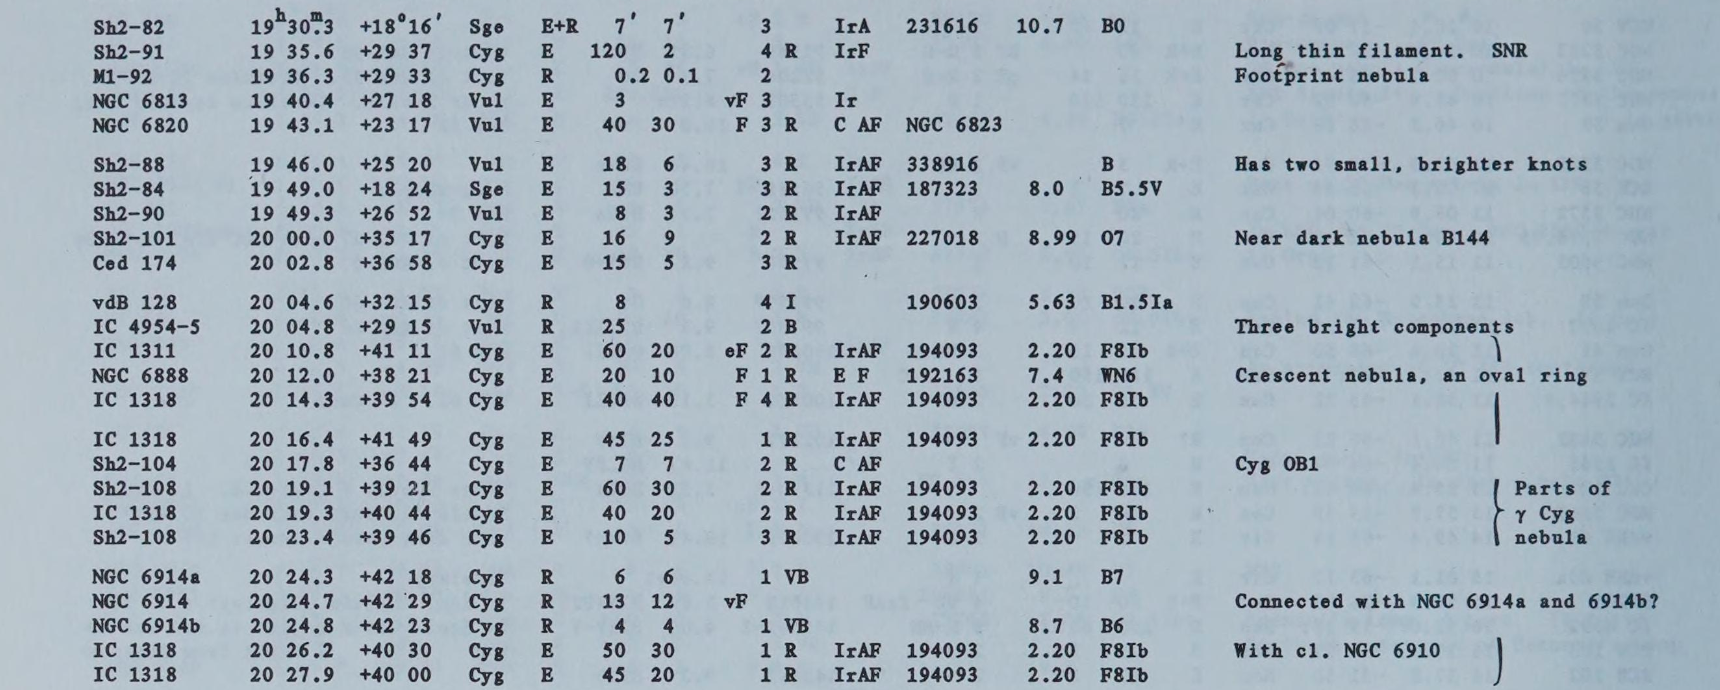 Sh2-82 19h30m.3 +18°16' Sge E+R 7' 7' 3 IrA 231616 10.7 B0
Sh2-91 19 35.6 +29 37 Cyg E 120 2 4 R IrF Long thin filament. SNR
M1-92 19 36.3 +29 33 Cyg R 0.2 0.1 2 Footprint nebula
NGC 6813 19 40.4 +27 18 Vul E 3 vF 3 Ir
NGC 6820 19 43.1 +23 17 Vul E 40 30 F 3 R C AF NGC 6823
Sh2-88 19 46.0 +25 20 Vul E 18 6 3 R IrAF 338916 B Has two small, brighter knots
Sh2-84 19 49.0 +18 24 Sge E 15 3 3 R IrAF 187323 8.0 B5.5V
Sh2-90 19 49.3 +26 52 Vul E 8 3 2 R IrAF
Sh2-101 20 00.0 +35 17 Cyg E 16 9 2 R IrAF 227018 8.99 O7 Near dark nebula B144
Ced 174 20 02.8 +36 58 Cyg E 15 5 3 R
vdB 128 20 04.6 +32 15 Cyg R 8 4 I 190603 5.63 B1.5Ia
IC 4954-5 20 04.8 +29 15 Vul R 25 2 B Three bright components
IC 1311 20 10.8 +41 11 Cyg E 60 20 eF 2 R IrAF 194093 2.20 F8Ib
NGC 6888 20 12.0 +38 21 Cyg E 20 10 F 1 R E F 192163 7.4 WN6 Crescent nebula, an oval ring
IC 1318 20 14.3 +39 54 Cyg E 40 40 F 4 R IrAF 194093 2.20 F8Ib
IC 1318 20 16.4 +41 49 Cyg E 45 25 1 R IrAF 194093 2.20 F8Ib
Sh2-104 20 17.8 +36 44 Cyg E 7 7 2 R C AF Cyg OB1
Sh2-108 20 19.1 +39 21 Cyg E 60 30 2 R IrAF 194093 2.20 F8Ib Parts of
IC 1318 20 19.3 +40 44 Cyg E 40 20 2 R IrAF 194093 2.20 F8Ib γ Cyg
Sh2-108 20 23.4 +39 46 Cyg E 10 5 3 R IrAF 194093 2.20 F8Ib nebula
NGC 6914a 20 24.3 +42 18 Cyg R 6 6 1 VB 9.1 B7
NGC 6914 20 24.7 +42 29 Cyg R 13 12 vF Connected with NGC 6914a and 6914b?
NGC 6914b 20 24.8 +42 23 Cyg R 4 4 1 VB 8.7 B6
IC 1318 20 26.2 +40 30 Cyg E 50 30 1 R IrAF 194093 2.20 F8Ib With cl. NGC 6910
IC 1318 20 27.9 +40 00 Cyg E 45 20 1 R IrAF 194093 2.20 F8Ib